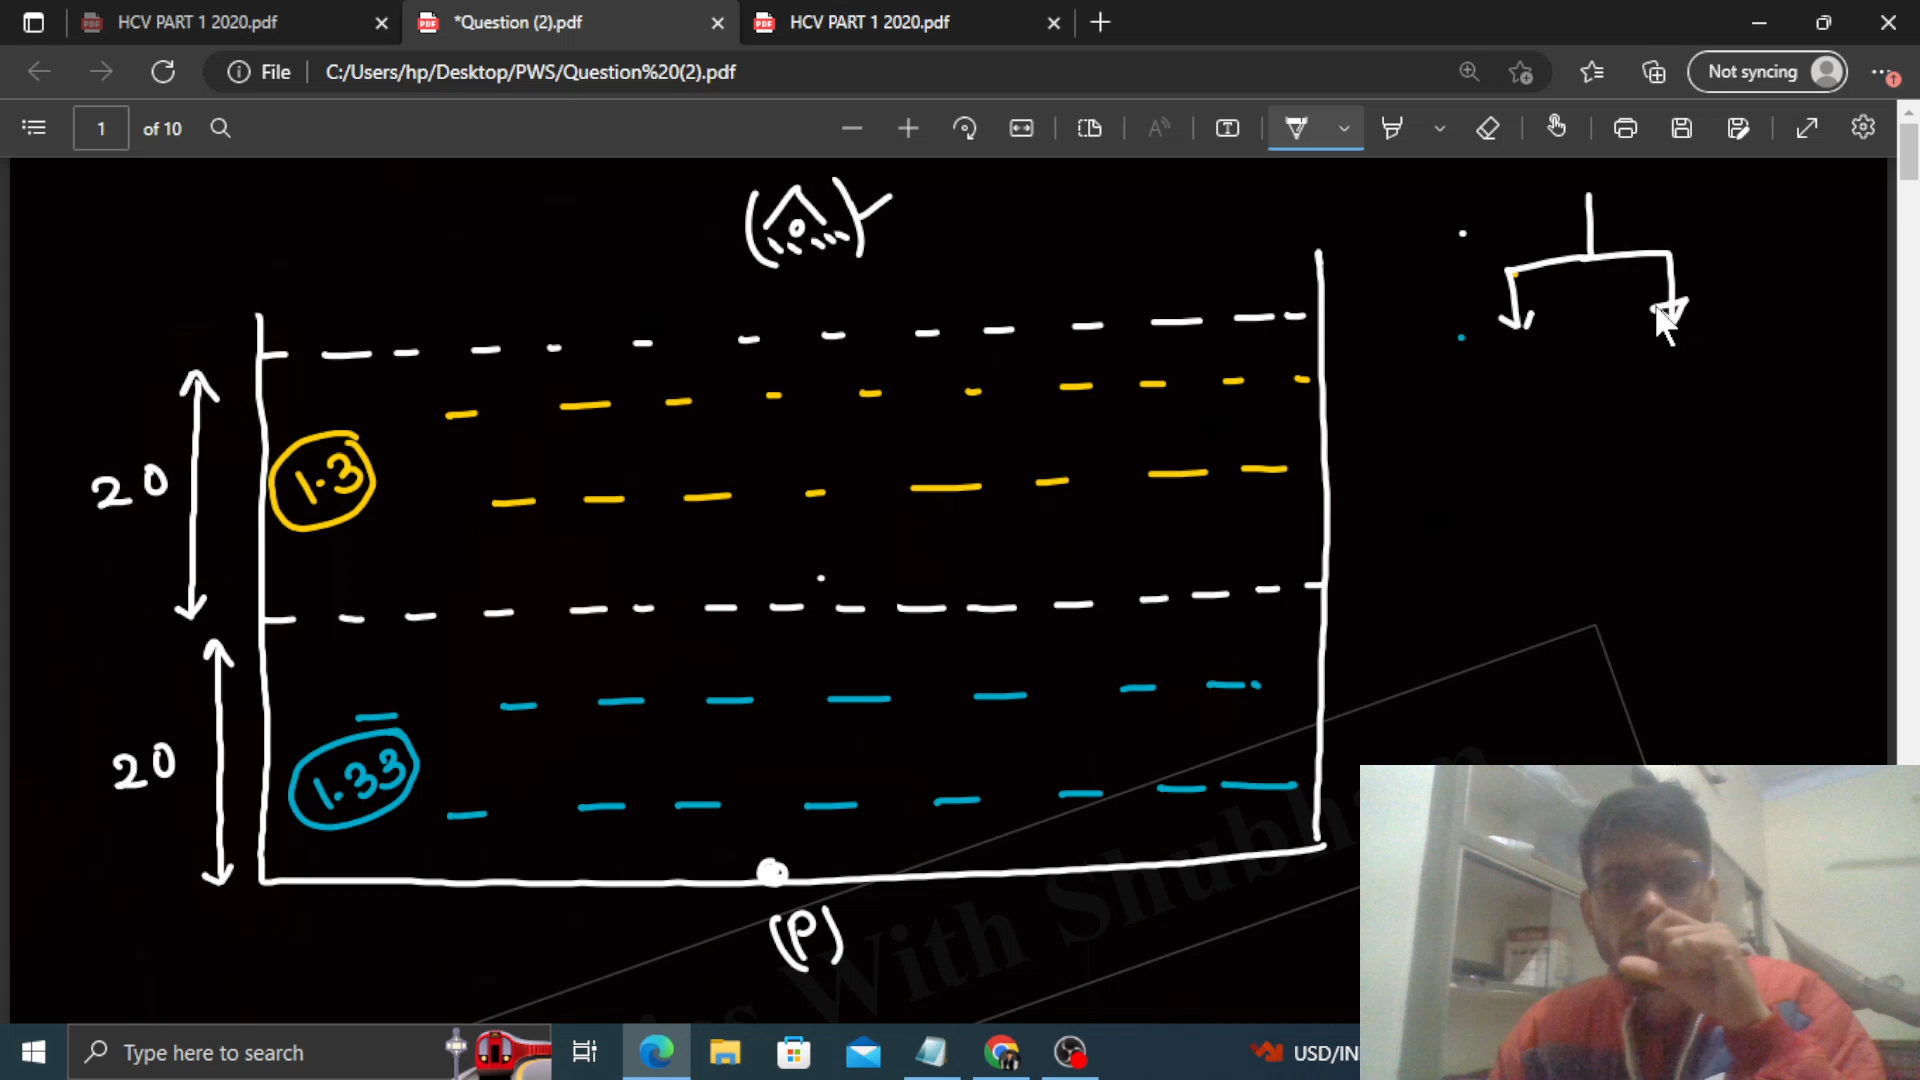 HCV PART 1 2020.pdf
*Question (2).pdf
HCV PART 1 2020.pdf
File
C:/Users/hp/Desktop/PWS/Question%20(2).pdf
Not syncing
1 of 10
20
1.3
20
1.33
(P)
With Shubh
Type here to search
USD/IN